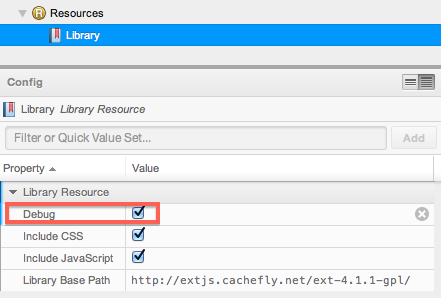 Resources
Library
Config
Library Library Resource
Filter or Quick Value Set...
Add
Property Value
Library Resource
Debug
Include CSS
Include JavaScript
Library Base Path http://extjs.cachefly.net/ext-4.1.1-gpl/